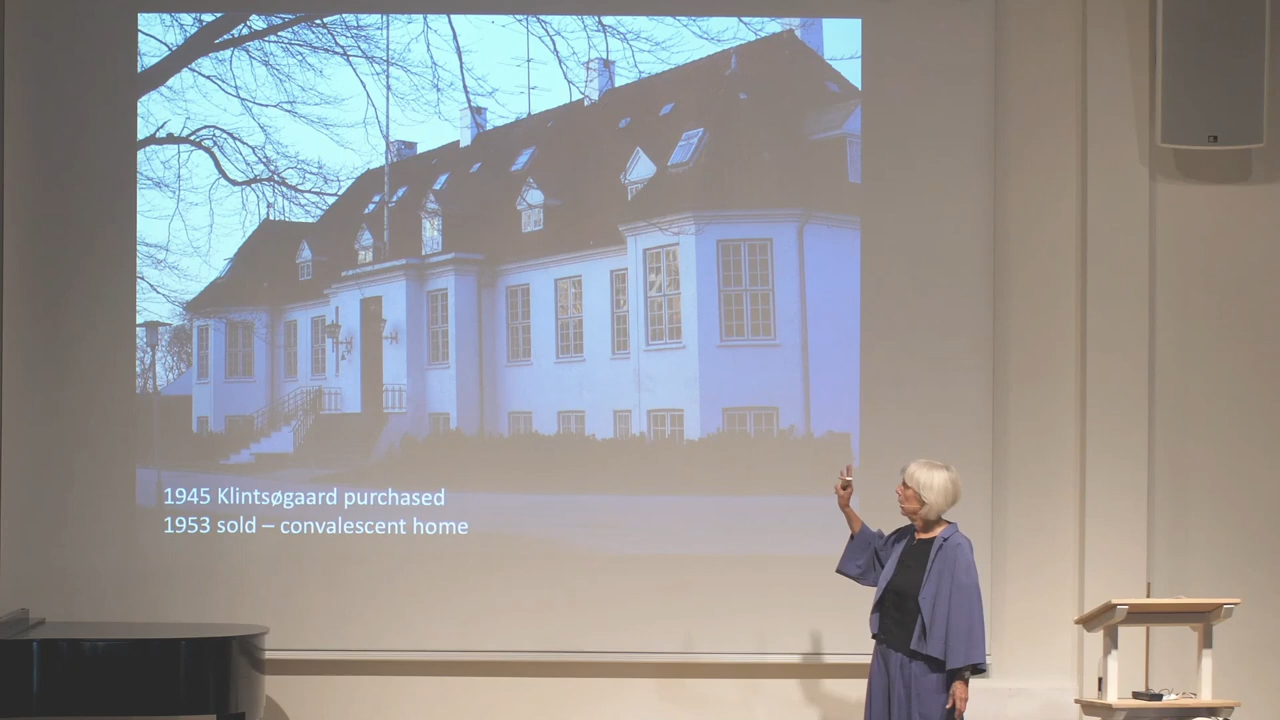 1945 Klintsøgaard purchased
1953 sold – convalescent home